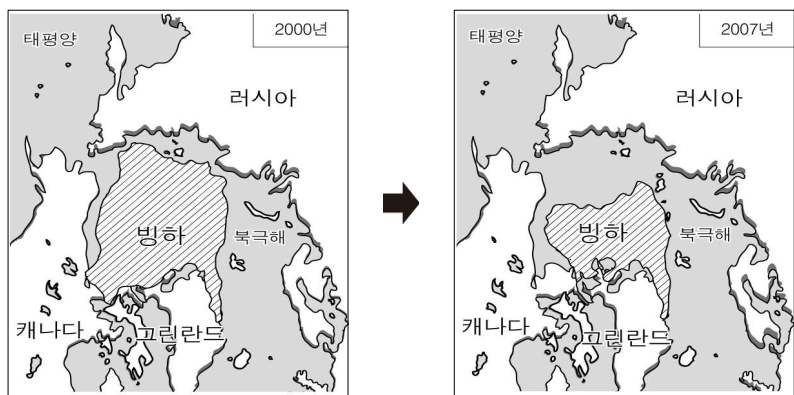 2000년
태평양
러시아
빙하
북극해
캐나다
그린란드
2007년
태평양
러시아
빙하
북극해
캐나다
그린란드